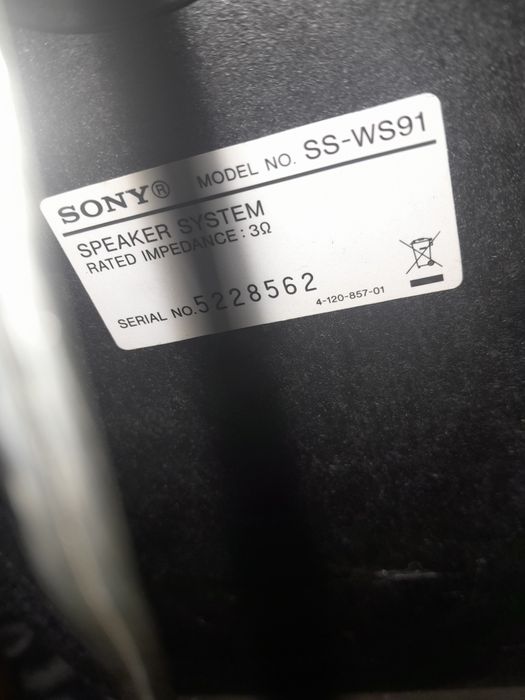 SONY® MODEL NO. SS-WS91
SPEAKER SYSTEM
RATED IMPEDANCE : 3Ω
SERIAL NO. 5228562
4-120-857-01